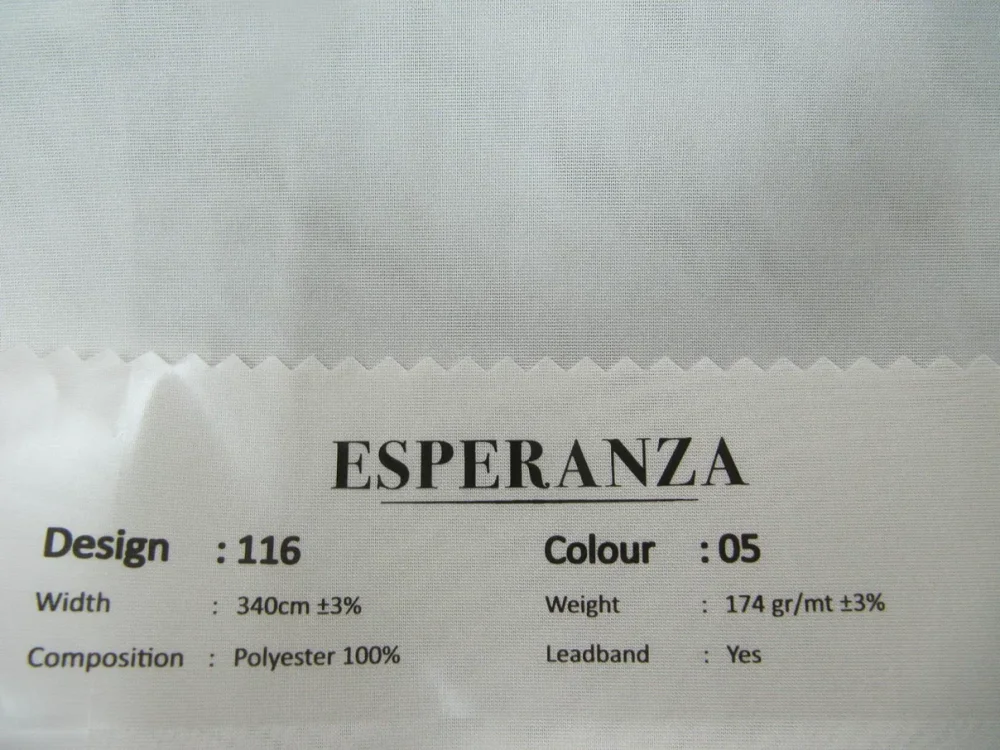 ESPERANZA
Design : 116 Colour : 05
Width : 340cm ±3% Weight : 174 gr/mt ±3%
Composition : Polyester 100% Leadband : Yes